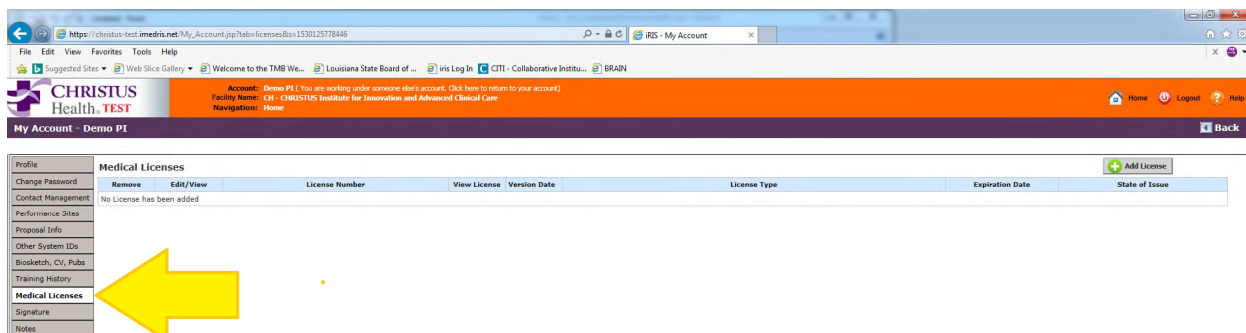 https://christus-test.imedris.net/My_Account.jsp?tab=licenses&s=1530125778446
iRIS - My Account
File Edit View Favorites Tools Help
Suggested Sites Web Slice Gallery Welcome to the TMB We... Louisiana State Board of ... iris Log In CITI - Collaborative Institu... BRAIN
CHRISTUS
Health. TEST
Account: Demo PI ( You are working under someone else's account. Click here to return to your account)
Facility Name: CH - CHRISTUS Institute for Innovation and Advanced Clinical Care
Navigation: Home
Home Logout Help
My Account - Demo PI Back
Profile
Change Password
Contact Management
Performance Sites
Proposal Info
Other System IDs
Biosketch, CV, Pubs
Training History
Medical Licenses
Signature
Notes
Medical Licenses Add License
Remove Edit/View License Number View License Version Date License Type Expiration Date State of Issue
No License has been added